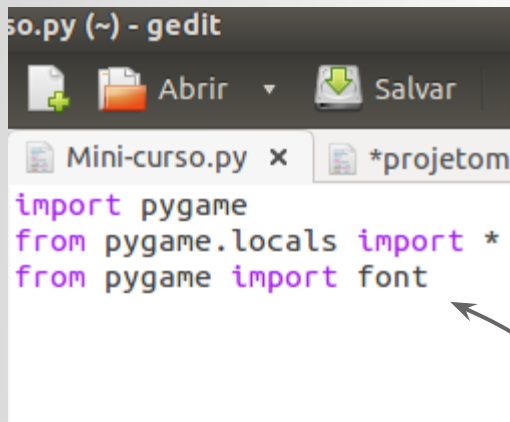 so.py (~) - gedit
Abrir Salvar
Mini-curso.py × *projetom
import pygame
from pygame.locals import *
from pygame import font